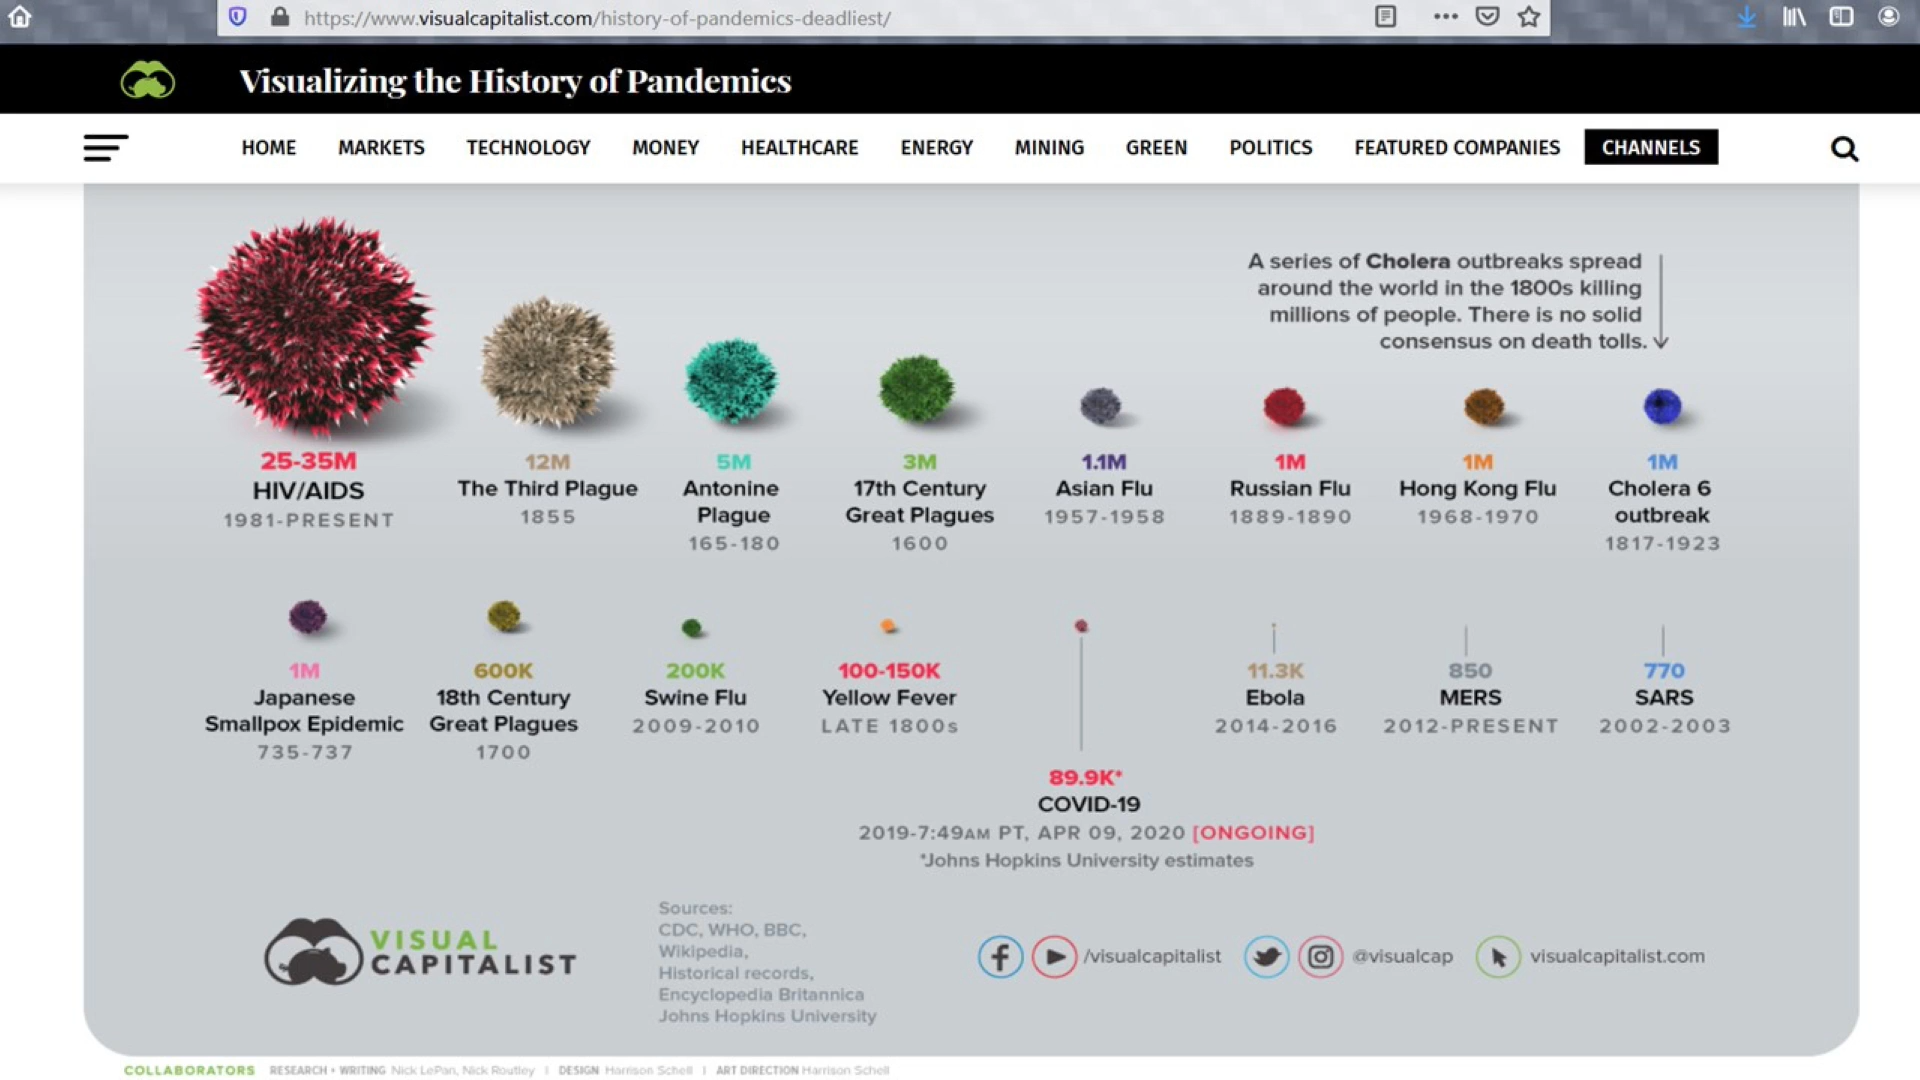 https://www.visualcapitalist.com/history-of-pandemics-deadliest/
Visualizing the History of Pandemics
HOME MARKETS TECHNOLOGY MONEY HEALTHCARE ENERGY MINING GREEN POLITICS FEATURED COMPANIES CHANNELS
A series of Cholera outbreaks spread
around the world in the 1800s killing
millions of people. There is no solid
consensus on death tolls.
25-35M
HIV/AIDS
1981-PRESENT
12M
The Third Plague
1855
5M
Antonine
Plague
165-180
3M
17th Century
Great Plagues
1600
1.1M
Asian Flu
1957-1958
1M
Russian Flu
1889-1890
1M
Hong Kong Flu
1968-1970
1M
Cholera 6
outbreak
1817-1923
1M
Japanese
Smallpox Epidemic
735-737
600K
18th Century
Great Plagues
1700
200K
Swine Flu
2009-2010
100-150K
Yellow Fever
LATE 1800s
89.9K*
COVID-19
2019-7:49AM PT, APR 09, 2020 [ONGOING]
*Johns Hopkins University estimates
11.3K
Ebola
2014-2016
850
MERS
2012-PRESENT
770
SARS
2002-2003
VISUAL
CAPITALIST
Sources:
CDC, WHO, BBC,
Wikipedia,
Historical records,
Encyclopedia Britannica
Johns Hopkins University
/visualcapitalist @visualcap visualcapitalist.com
COLLABORATORS RESEARCH + WRITING Nick LePan, Nick Routley | DESIGN Harrison Schell | ART DIRECTION Harrison Schell